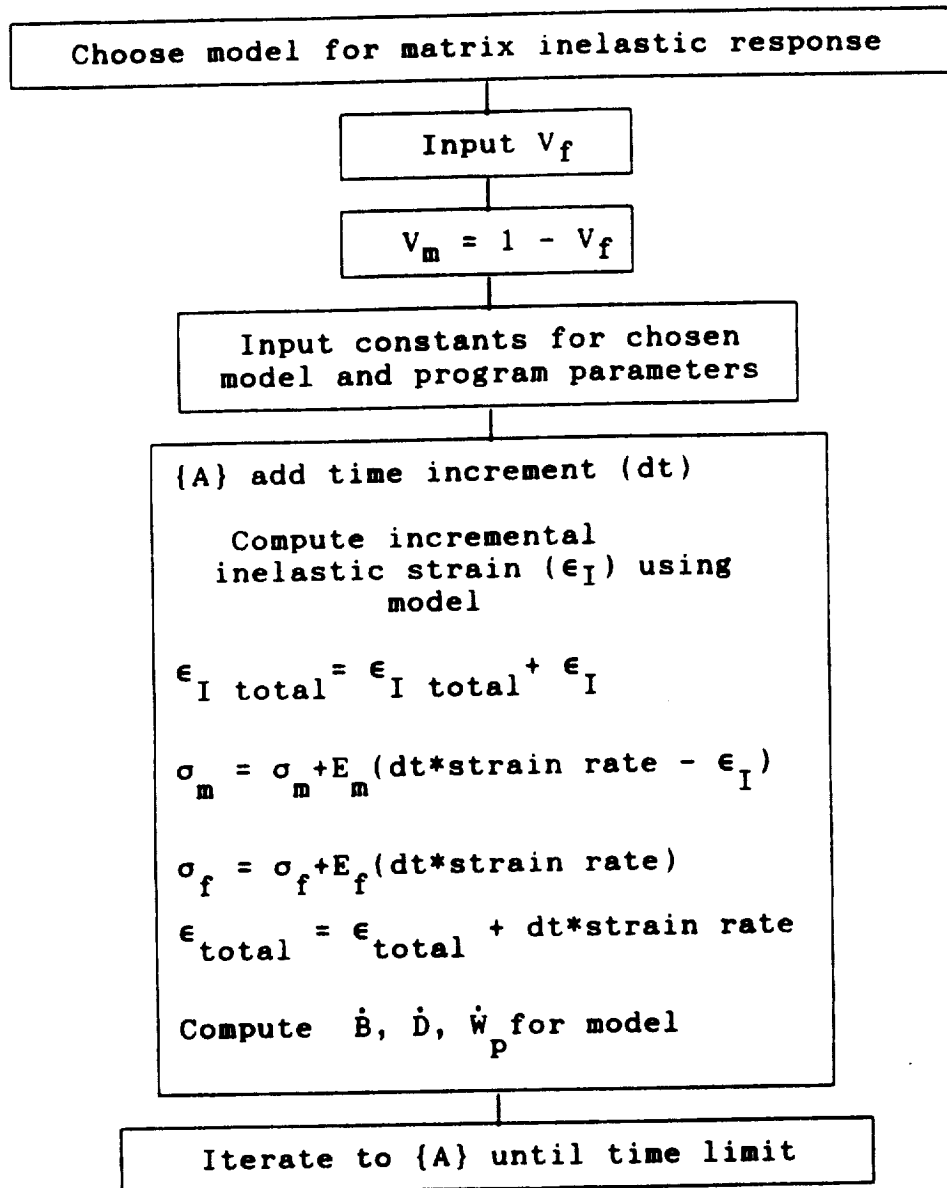 Choose model for matrix inelastic response
Input V_f
V_m = 1 - V_f
Input constants for chosen
model and program parameters
{A} add time increment (dt)
Compute incremental
inelastic strain (ϵ_I) using
model
ϵ_I total = ϵ_I total + ϵ_I
σ_m = σ_m+E_m(dt*strain rate - ϵ_I)
σ_f = σ_f+E_f(dt*strain rate)
ϵ_total = ϵ_total + dt*strain rate
Compute Ḃ, Ḋ, Ẇ_p for model
Iterate to {A} until time limit